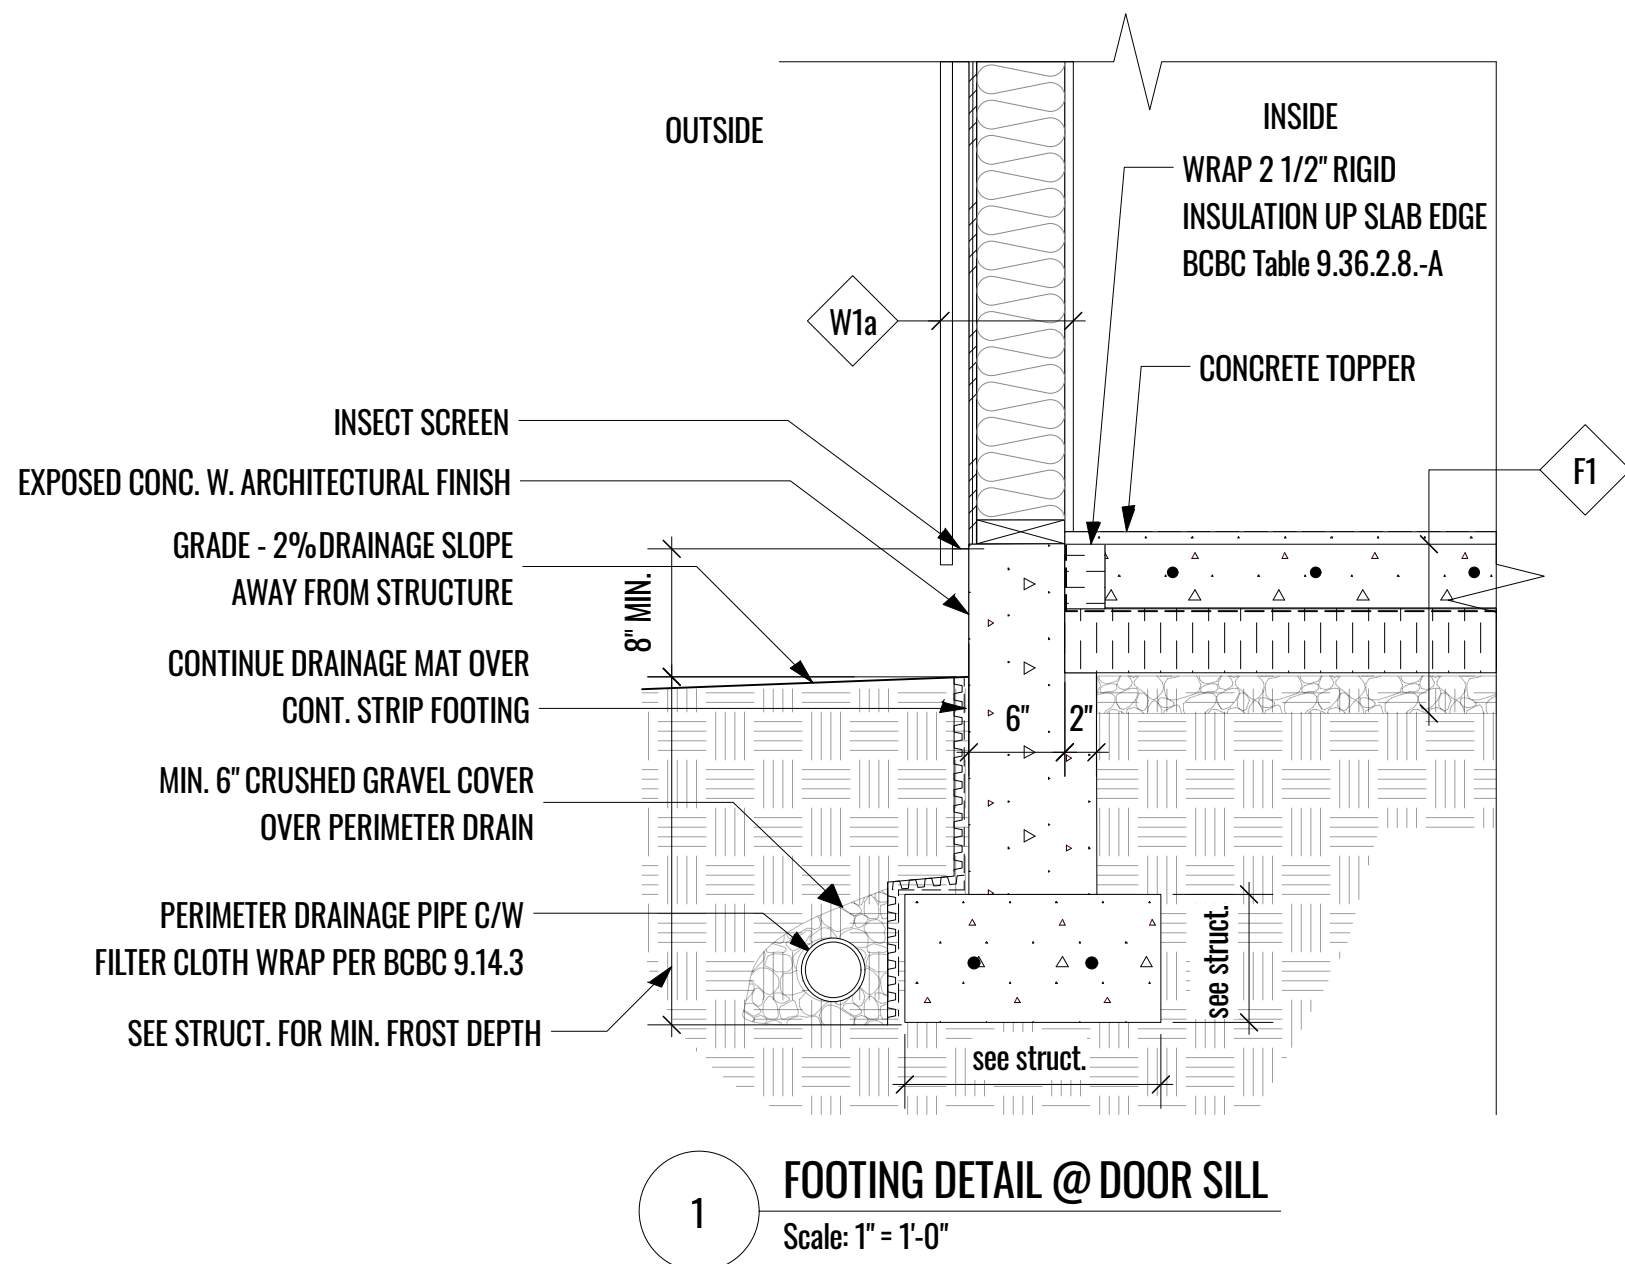 OUTSIDE
INSIDE
WRAP 2 1/2" RIGID
INSULATION UP SLAB EDGE
BCBC Table 9.36.2.8.-A
W1a
CONCRETE TOPPER
INSECT SCREEN
EXPOSED CONC. W. ARCHITECTURAL FINISH
F1
GRADE - 2% DRAINAGE SLOPE
AWAY FROM STRUCTURE
8" MIN.
CONTINUE DRAINAGE MAT OVER
CONT. STRIP FOOTING
6"
2"
MIN. 6" CRUSHED GRAVEL COVER
OVER PERIMETER DRAIN
PERIMETER DRAINAGE PIPE C/W
FILTER CLOTH WRAP PER BCBC 9.14.3
see struct.
SEE STRUCT. FOR MIN. FROST DEPTH
see struct.
1
FOOTING DETAIL @ DOOR SILL
Scale: 1" = 1'-0"